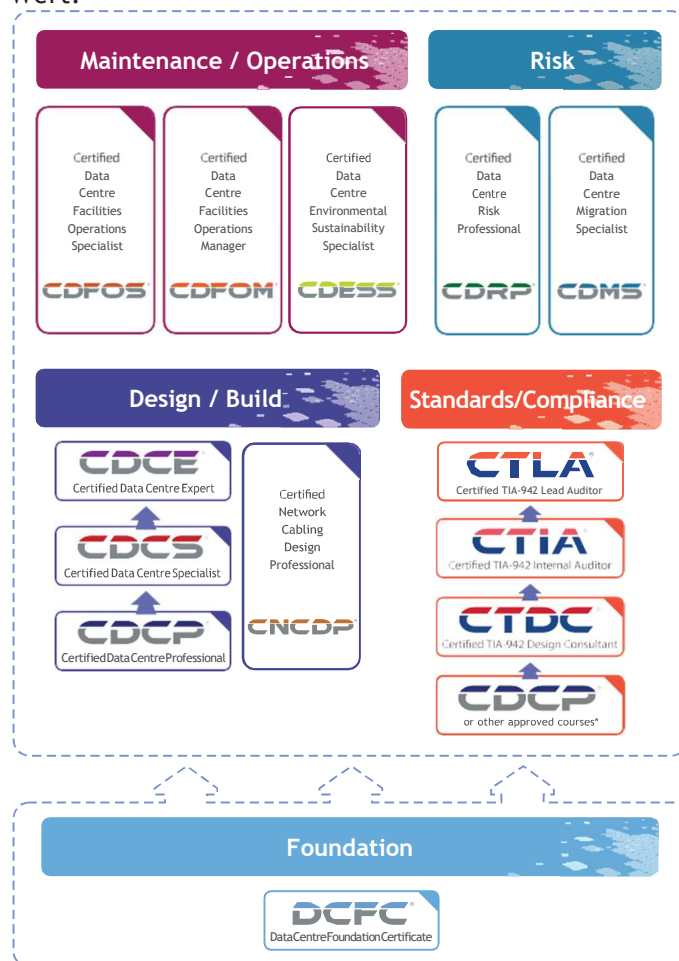 Maintenance / Operations
Certified
Data
Centre
Facilities
Operations
Specialist
CDFOS®
Certified
Data
Centre
Facilities
Operations
Manager
CDFOM®
Certified
Data
Centre
Environmental
Sustainability
Specialist
CDESS®
Risk
Certified
Data
Centre
Risk
Professional
CDRP®
Certified
Data
Centre
Migration
Specialist
CDMS®
Design / Build
CDCE®
Certified Data Centre Expert
CDCS®
Certified Data Centre Specialist
CDCP®
Certified Data Centre Professional
Certified
Network
Cabling
Design
Professional
CNCDP®
Standards/Compliance
CTLA®
Certified TIA-942 Lead Auditor
CTIA®
Certified TIA-942 Internal Auditor
CTDC®
Certified TIA-942 Design Consultant
CDCP®
or other approved courses*
Foundation
DCFC®
Data Centre Foundation Certificate